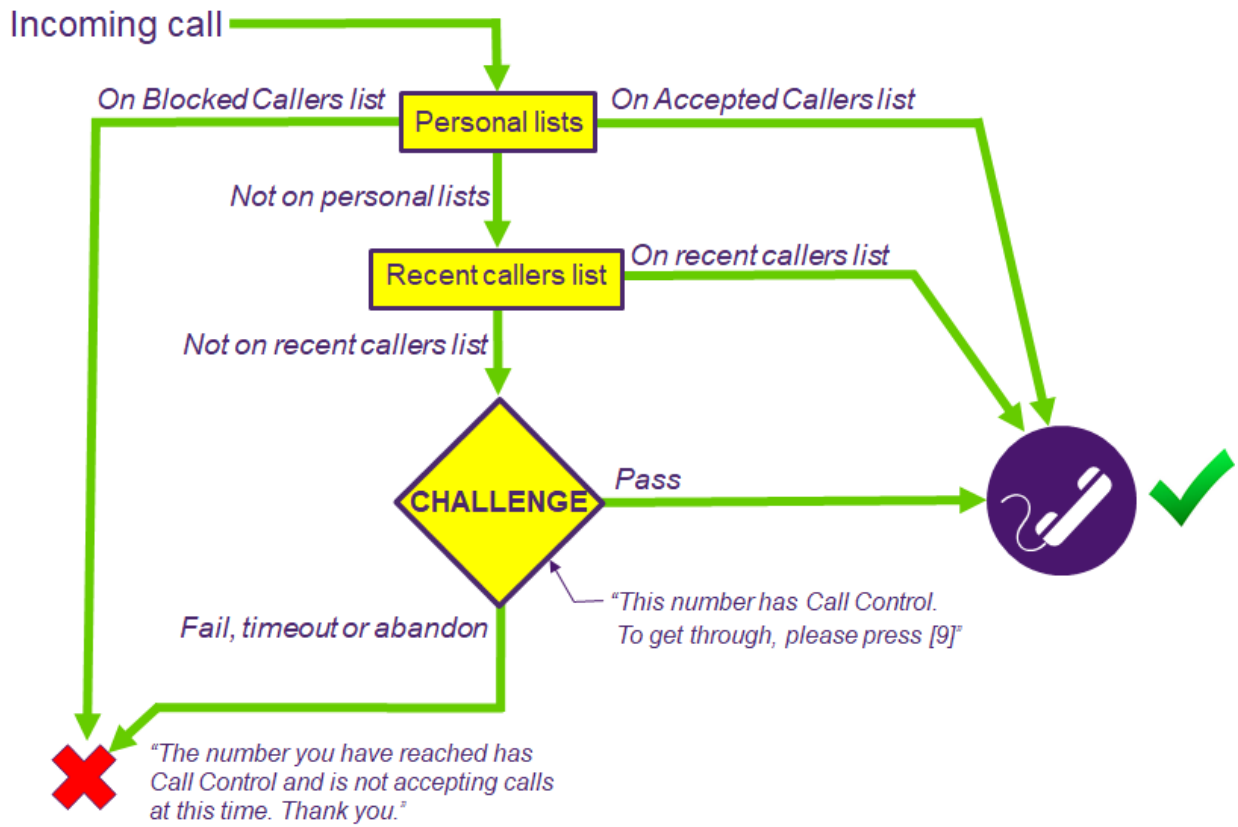 Incoming call
On Blocked Callers list
Personal lists
On Accepted Callers list
Not on personal lists
Recent callers list
On recent callers list
Not on recent callers list
CHALLENGE
Pass
“This number has Call Control.
To get through, please press [9]”
Fail, timeout or abandon
“The number you have reached has
Call Control and is not accepting calls
at this time. Thank you.”